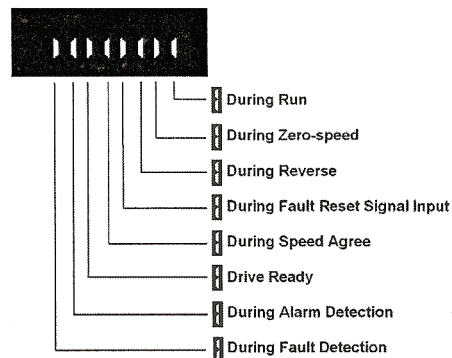 During Run
During Zero-speed
During Reverse
During Fault Reset Signal Input
During Speed Agree
Drive Ready
During Alarm Detection
During Fault Detection